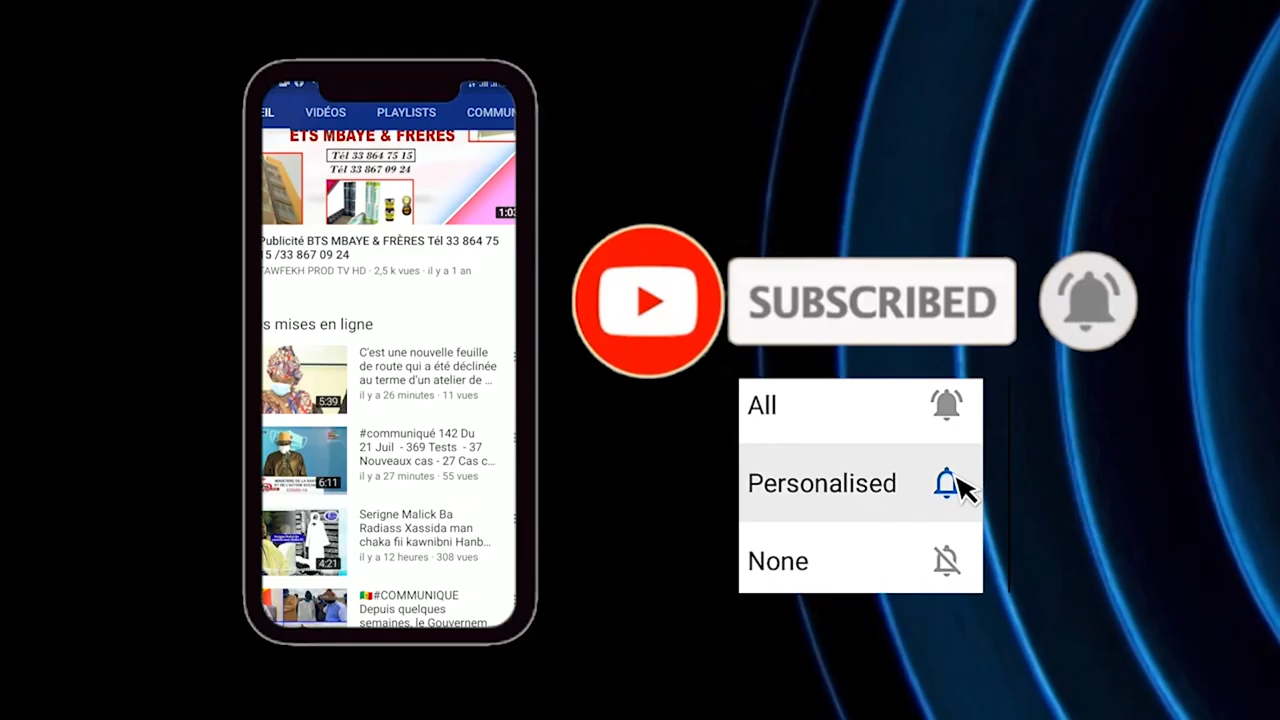 EIL VIDÉOS PLAYLISTS COMMUN
ETS MBAYE & FRERES
Tél 33 864 75 15
Tél 33 867 09 24
1:03
Publicité BTS MBAYE & FRÈRES Tél 33 864 75
15 /33 867 09 24
TAWFEKH PROD TV HD · 2,5 k vues · il y a 1 an
s mises en ligne
C'est une nouvelle feuille
de route qui a été déclinée
au terme d'un atelier de ...
il y a 26 minutes · 11 vues
5:39
#communiqué 142 Du
21 Juil - 369 Tests - 37
Nouveaux cas - 27 Cas c...
il y a 27 minutes · 55 vues
6:11
Serigne Malick Ba
Radiass Xassida man
chaka fii kawnibni Hanb...
il y a 12 heures · 308 vues
4:21
#COMMUNIQUE
Depuis quelques
semaines, le Gouvernem
SUBSCRIBED
All
Personalised
None